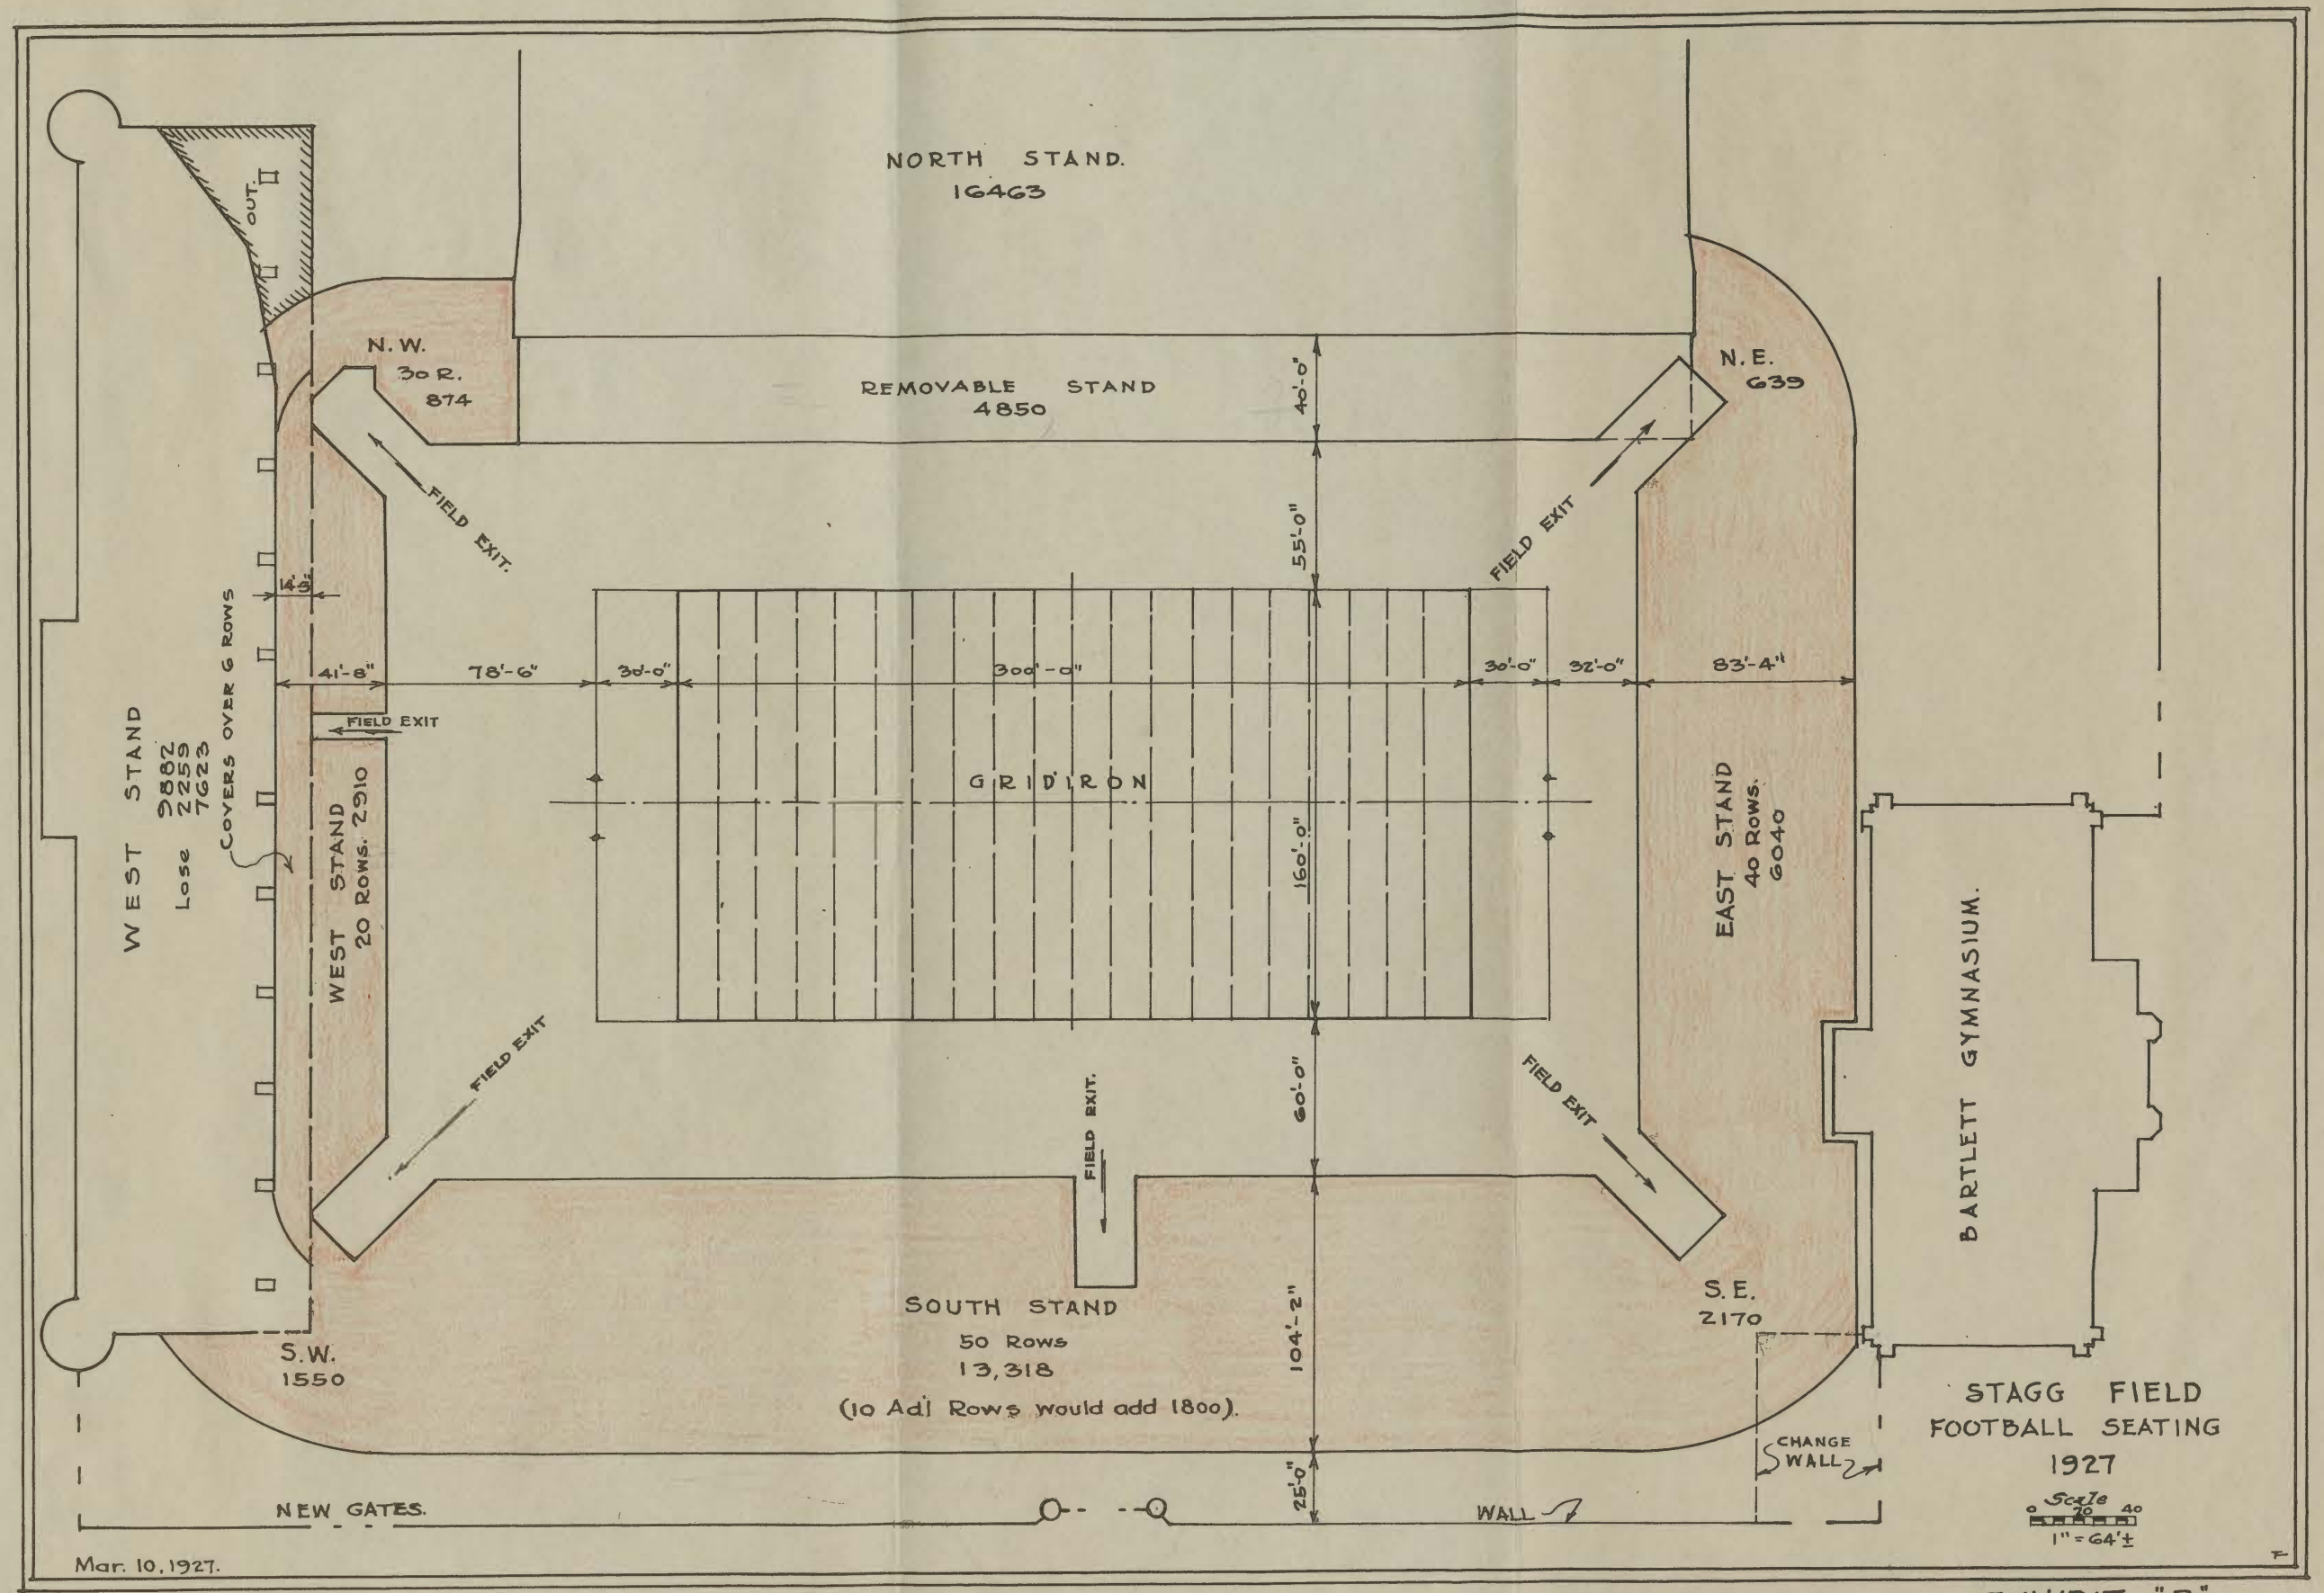 NORTH STAND.
16463
OUT.
N.W.
30 R.
874
REMOVABLE STAND
4850
40'-0"
N.E.
639
FIELD EXIT.
FIELD EXIT
55'-0"
41'-8"
78'-6"
30'-0"
300'-0"
30'-0"
32'-0"
83'-4"
FIELD EXIT
WEST STAND
9882
Lose 2259
7623
COVERS OVER 6 ROWS
WEST STAND
20 ROWS. 2910
GRIDIRON
160'-0"
EAST STAND
40 ROWS.
6040
BARTLETT GYMNASIUM.
FIELD EXIT
FIELD EXIT.
60'-0"
FIELD EXIT
SOUTH STAND
50 ROWS
13,318
(10 Ad'l Rows would add 1800).
104'-2"
S.E.
2170
S.W.
1550
CHANGE
WALL
25'-0"
NEW GATES.
WALL
STAGG FIELD
FOOTBALL SEATING
1927
Scale
0 20 40
1" = 64'±
Mar. 10, 1927.
F